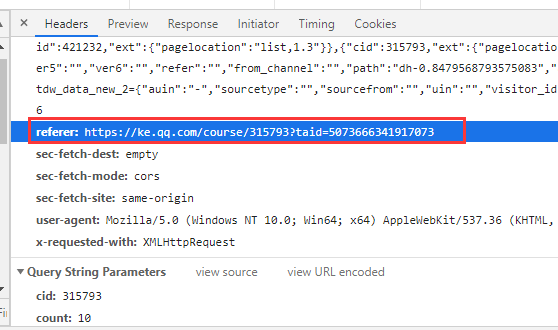 Headers Preview Response Initiator Timing Cookies
id":421232,"ext":{"pagelocation":"list,1.3"}},{"cid":315793,"ext":{"pagelocatio
er5":"","ver6":"","refer":"","from_channel":"","path":"dh-0.8479568793575083","
tdw_data_new_2={"auin":"-","sourcetype":"","sourcefrom":"","uin":"","visitor_id
6
referer: https://ke.qq.com/course/315793?taid=5073666341917073
sec-fetch-dest: empty
sec-fetch-mode: cors
sec-fetch-site: same-origin
user-agent: Mozilla/5.0 (Windows NT 10.0; Win64; x64) AppleWebKit/537.36 (KHTML,
x-requested-with: XMLHttpRequest
Query String Parameters view source view URL encoded
cid: 315793
count: 10